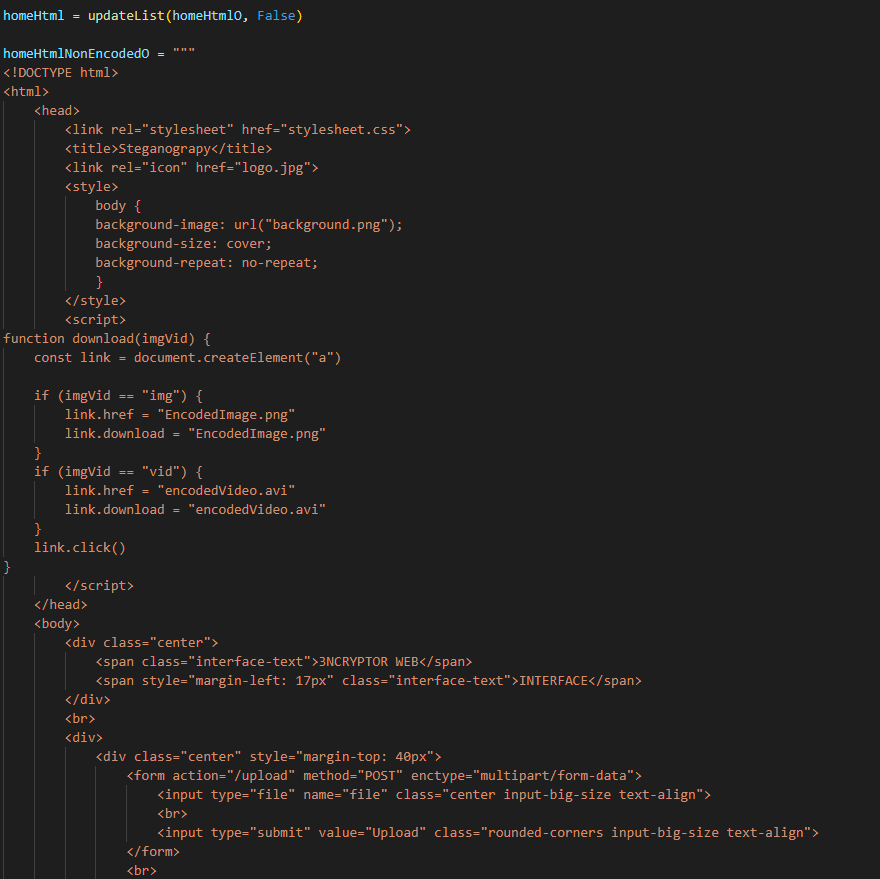 homeHtml = updateList(homeHtmlO, False)
homeHtmlNonEncodedO = """
<!DOCTYPE html>
<html>
<head>
<link rel="stylesheet" href="stylesheet.css">
<title>Steganograpy</title>
<link rel="icon" href="logo.jpg">
<style>
body {
background-image: url("background.png");
background-size: cover;
background-repeat: no-repeat;
}
</style>
<script>
function download(imgVid) {
const link = document.createElement("a")
if (imgVid == "img") {
link.href = "EncodedImage.png"
link.download = "EncodedImage.png"
}
if (imgVid == "vid") {
link.href = "encodedVideo.avi"
link.download = "encodedVideo.avi"
}
link.click()
}
</script>
</head>
<body>
<div class="center">
<span class="interface-text">3NCRYPTOR WEB</span>
<span style="margin-left: 17px" class="interface-text">INTERFACE</span>
</div>
<br>
<div>
<div class="center" style="margin-top: 40px">
<form action="/upload" method="POST" enctype="multipart/form-data">
<input type="file" name="file" class="center input-big-size text-align">
<br>
<input type="submit" value="Upload" class="rounded-corners input-big-size text-align">
</form>
<br>